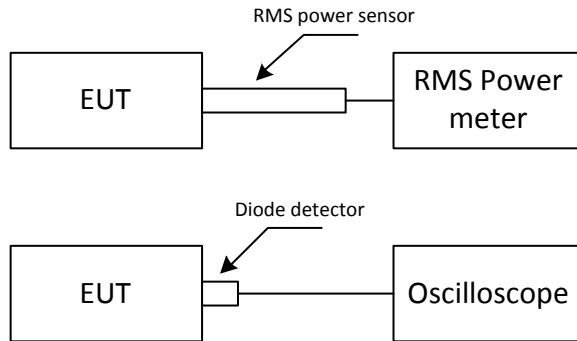 RMS power sensor
EUT
RMS Power
meter
Diode detector
EUT
Oscilloscope